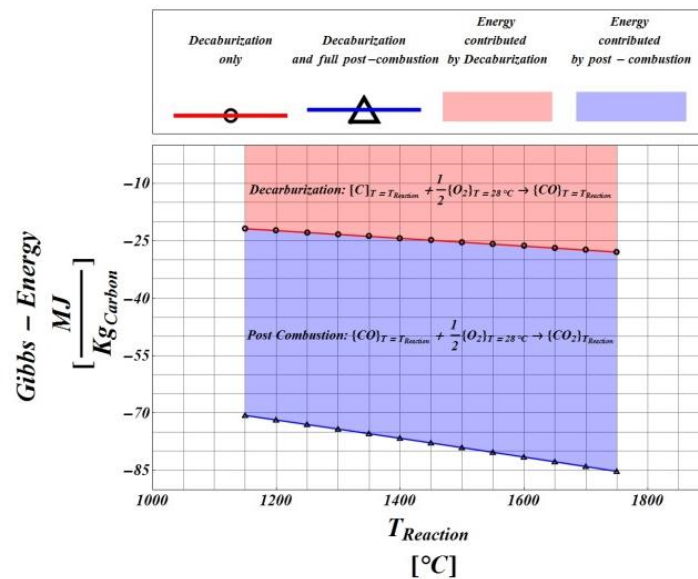 Decaburization
only
Decaburization
and full post-combustion
Energy
contributed
by Decaburization
Energy
contributed
by post - combustion
Decarburization: [C]T = TReaction + 1/2 {O2}T = 28 °C → {CO}T = TReaction
Post Combustion: {CO}T = TReaction + 1/2 {O2}T = 28 °C → {CO2}TReaction
Gibbs - Energy
[MJ/KgCarbon]
-10
-25
-40
-55
-70
-85
1000 1200 1400 1600 1800
TReaction
[°C]